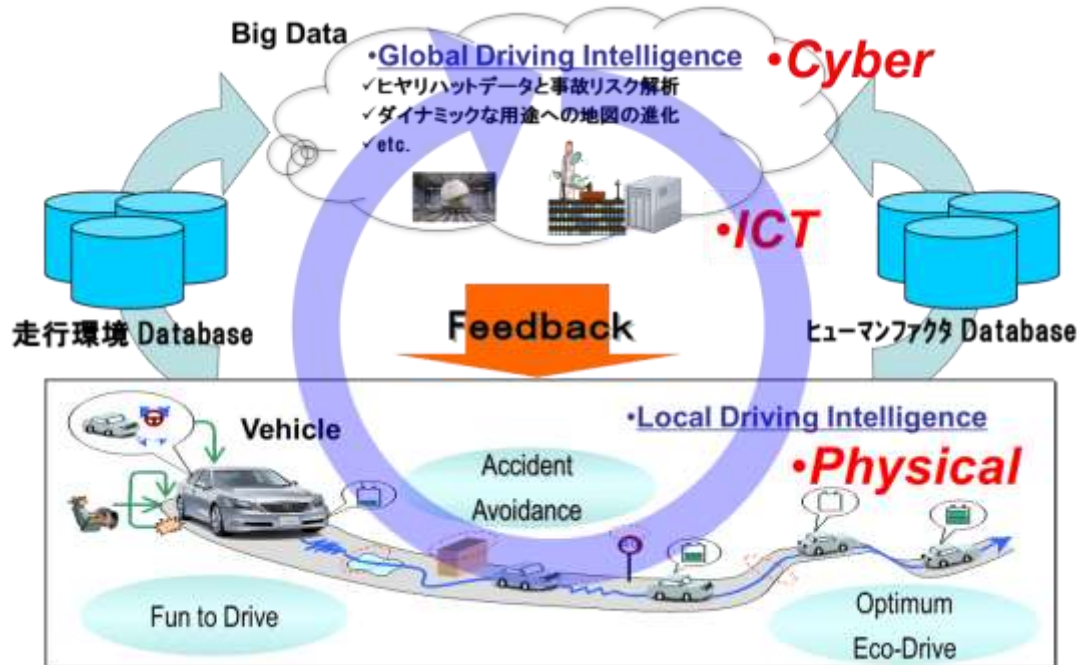 Big Data
•Global Driving Intelligence
•Cyber
✓ヒヤリハットデータと事故リスク解析
✓ダイナミックな用途への地図の進化
✓etc.
•ICT
走行環境 Database
Feedback
ヒューマンファクタ Database
Vehicle
•Local Driving Intelligence
•Physical
Accident
Avoidance
Fun to Drive
Optimum
Eco-Drive